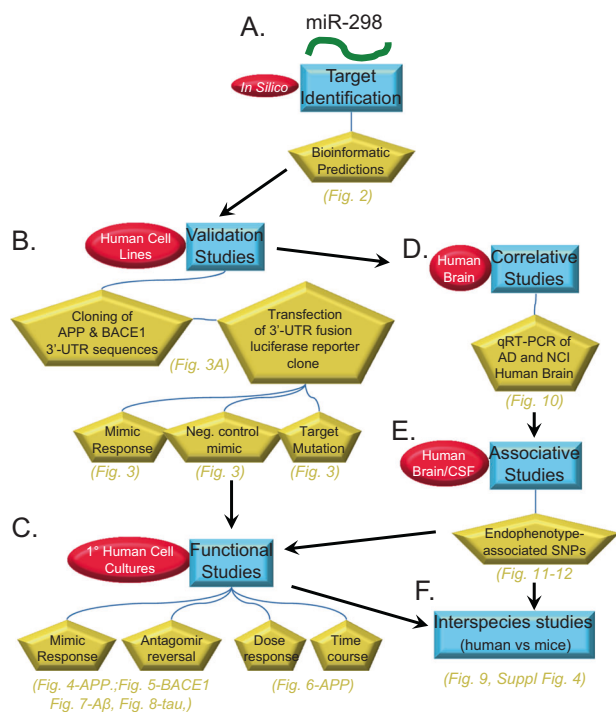 A.
miR-298
In Silico
Target
Identification
Bioinformatic
Predictions
(Fig. 2)
B.
Human Cell
Lines
Validation
Studies
Cloning of
APP & BACE1
3'-UTR sequences
(Fig. 3A)
Transfection
of 3'-UTR fusion
luciferase reporter
clone
Mimic
Response
(Fig. 3)
Neg. control
mimic
(Fig. 3)
Target
Mutation
(Fig. 3)
C.
1° Human Cell
Cultures
Functional
Studies
Mimic
Response
Antagomir
reversal
Dose
response
Time
course
(Fig. 4-APP.;Fig. 5-BACE1
Fig. 7-Aβ, Fig. 8-tau,)
(Fig. 6-APP)
D.
Human
Brain
Correlative
Studies
qRT-PCR of
AD and NCI
Human Brain
(Fig. 10)
E.
Human
Brain/CSF
Associative
Studies
Endophenotype-
associated SNPs
(Fig. 11-12
F.
Interspecies studies
(human vs mice)
(Fig. 9, Suppl Fig. 4)